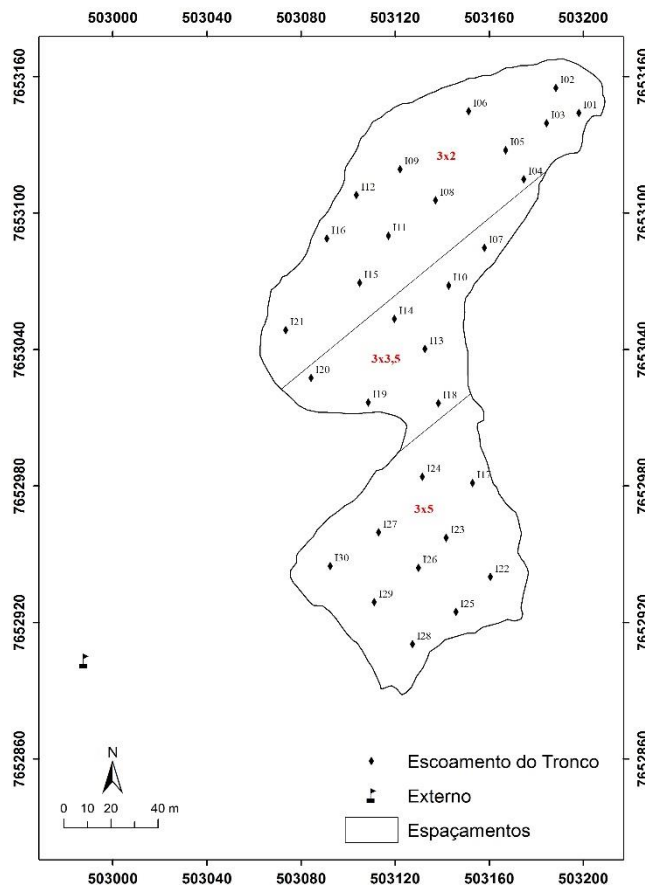 503000 503040 503080 503120 503160 503200
7653160 7653160
I02
I06 I01
I03
I05
3x2
I09 I04
I12
I08
7653100 7653100
I16 I11
I07
I15 I10
I14
I21
7653040 I13 7653040
3x3,5
I20
I19 I18
7652980 I24 I17 7652980
3x5
I27 I23
I30 I26
I22
I29
7652920 I25 7652920
I28
7652860 7652860
N
Escoamento do Tronco
Externo
0 10 20 40 m
Espaçamentos
503000 503040 503080 503120 503160 503200